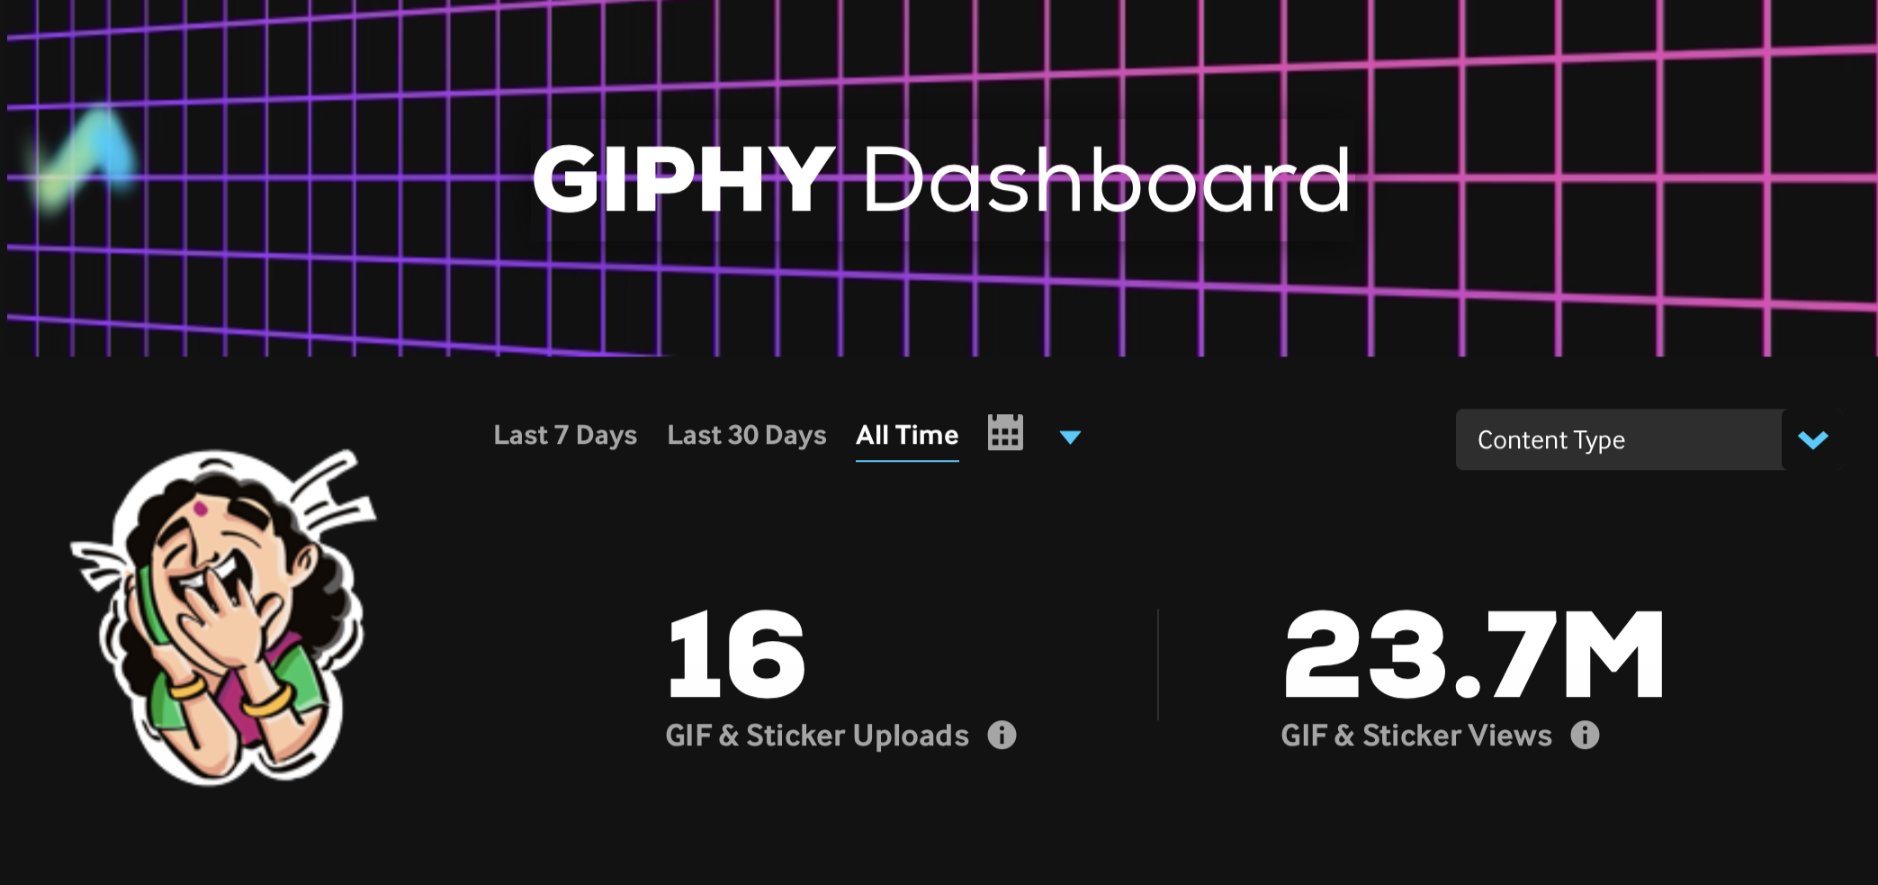 GIPHY Dashboard
Last 7 Days Last 30 Days All Time
Content Type
16
GIF & Sticker Uploads
23.7M
GIF & Sticker Views